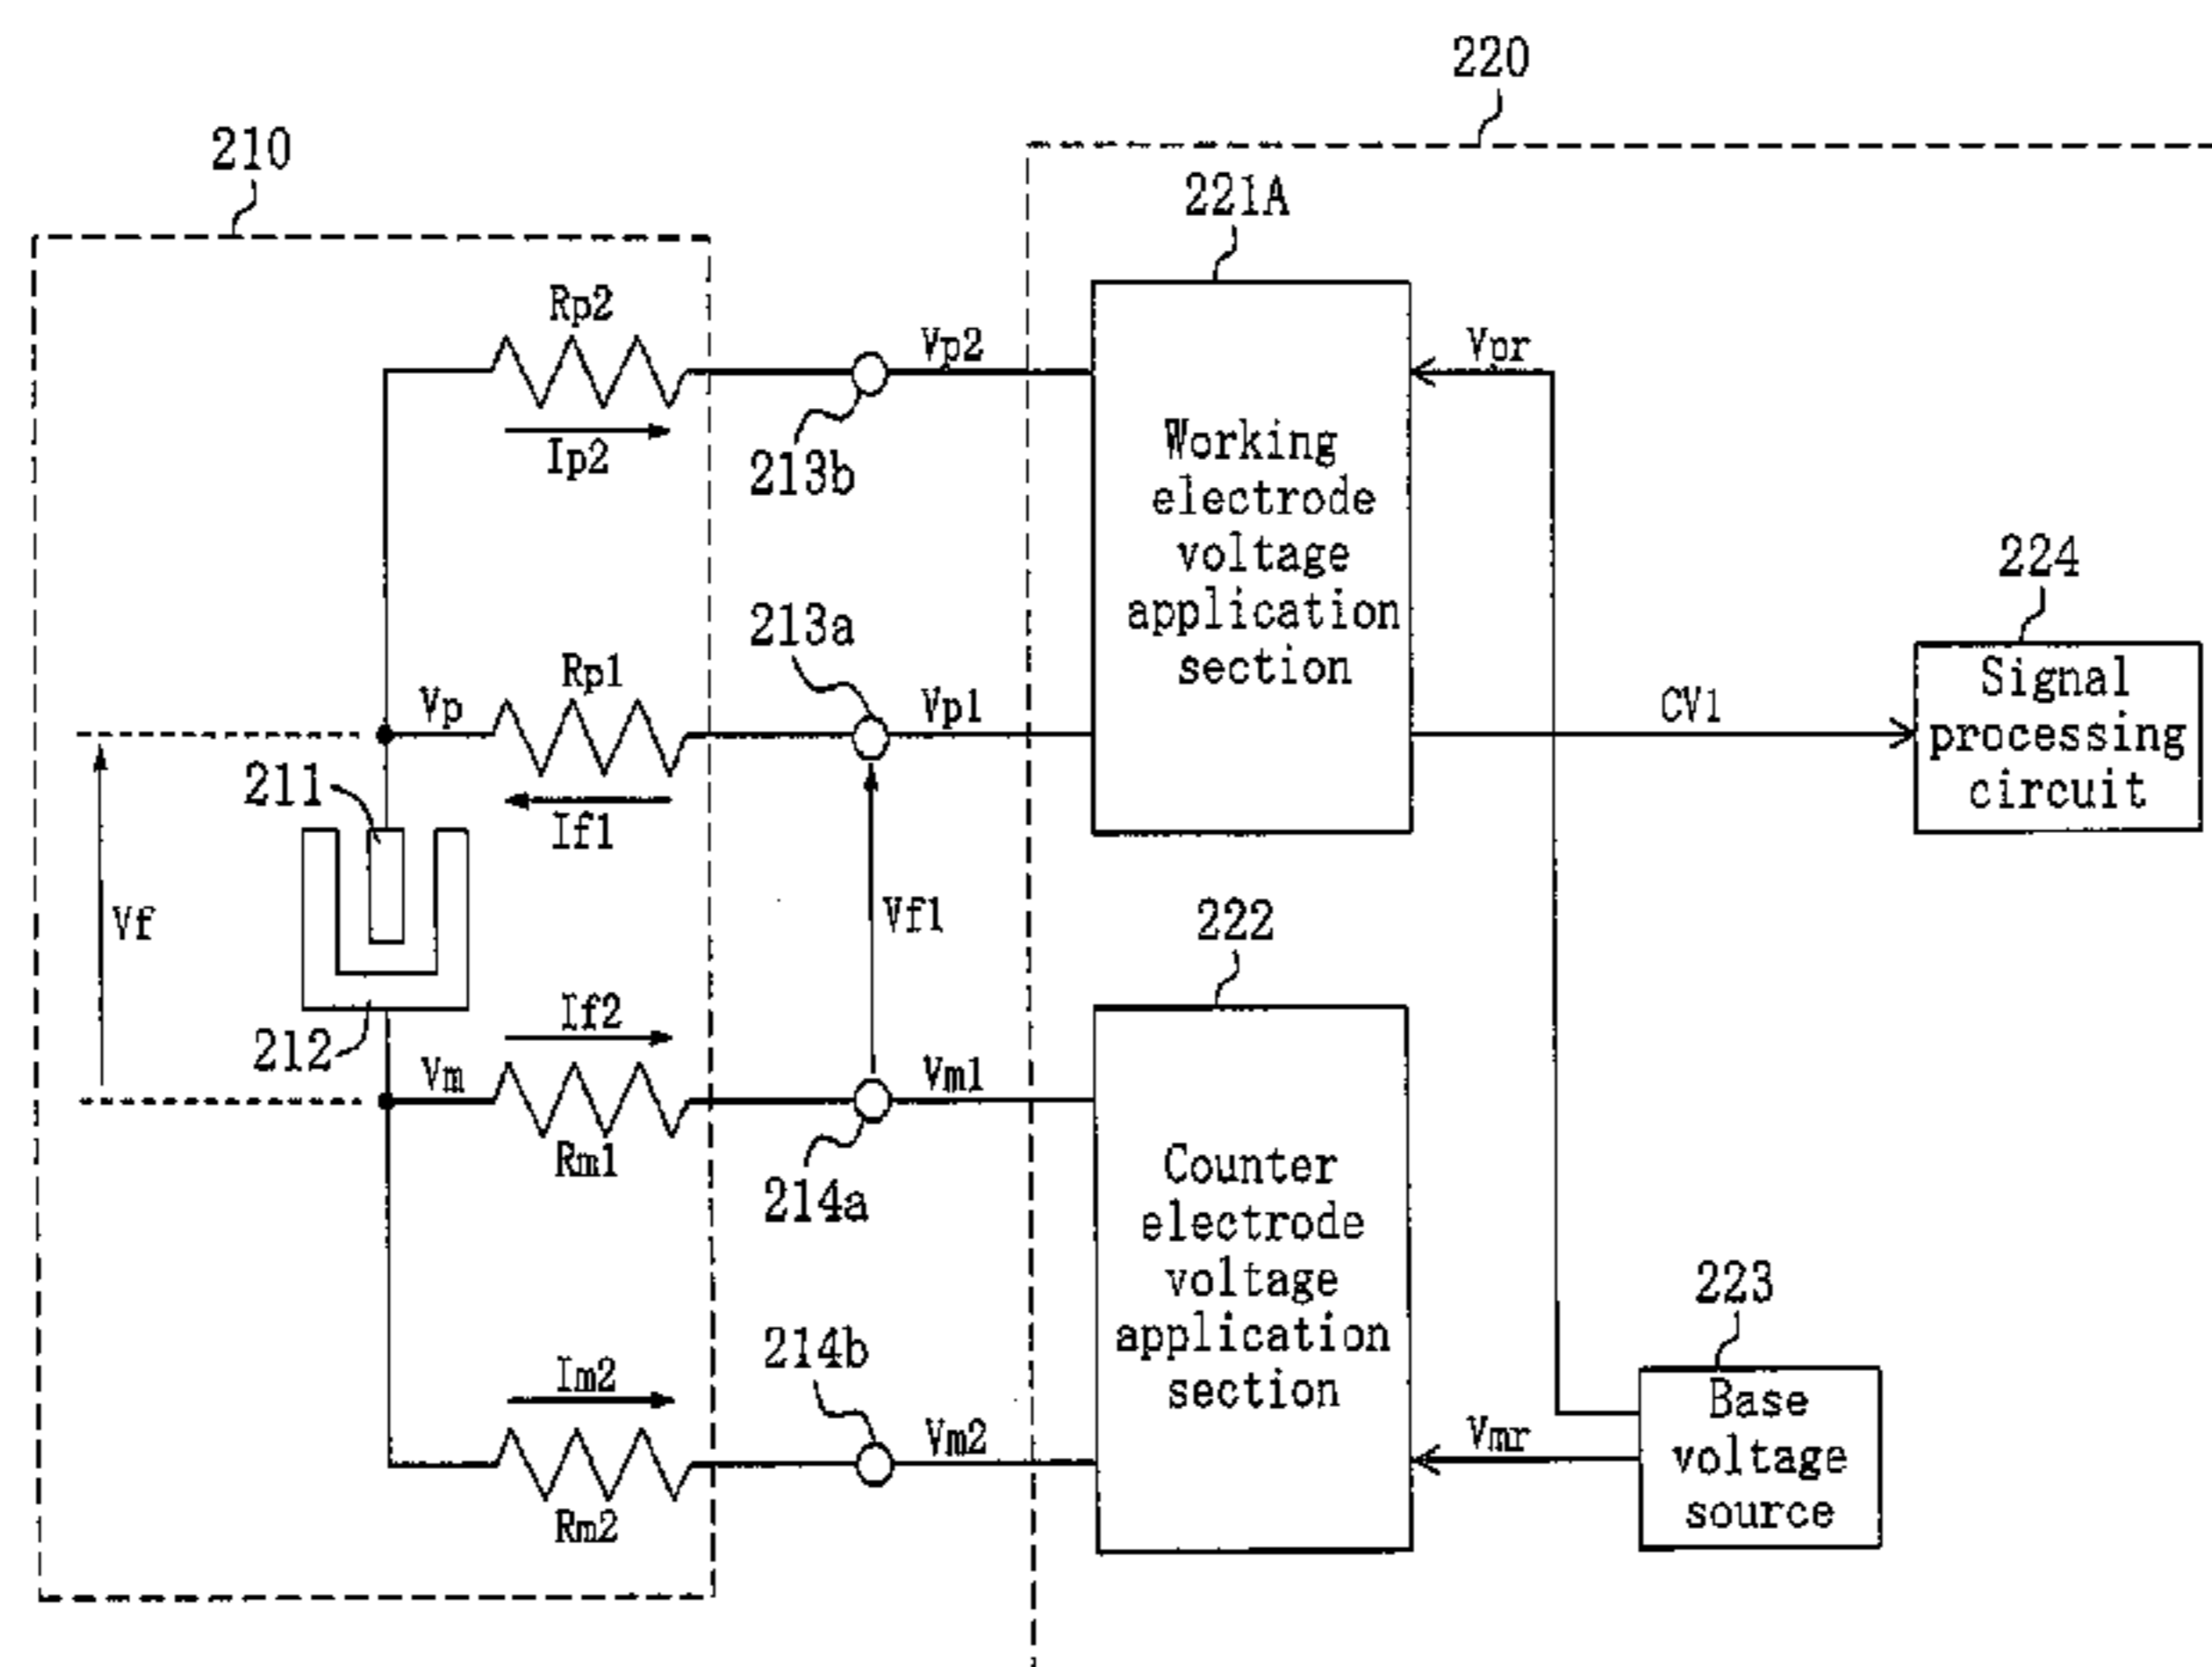 220
210
221A
Rp2
Vp2
Vpr
Ip2
213b
Working
electrode
voltage
application
section
224
213a
Rp1
Vp
Vp1
CV1
Signal
processing
circuit
211
If1
Vf
Vf1
222
If2
212
Vm
Vm1
Rm1
214a
Counter
electrode
voltage
application
section
223
214b
Im2
Vm2
Vmr
Base
voltage
source
Rm2